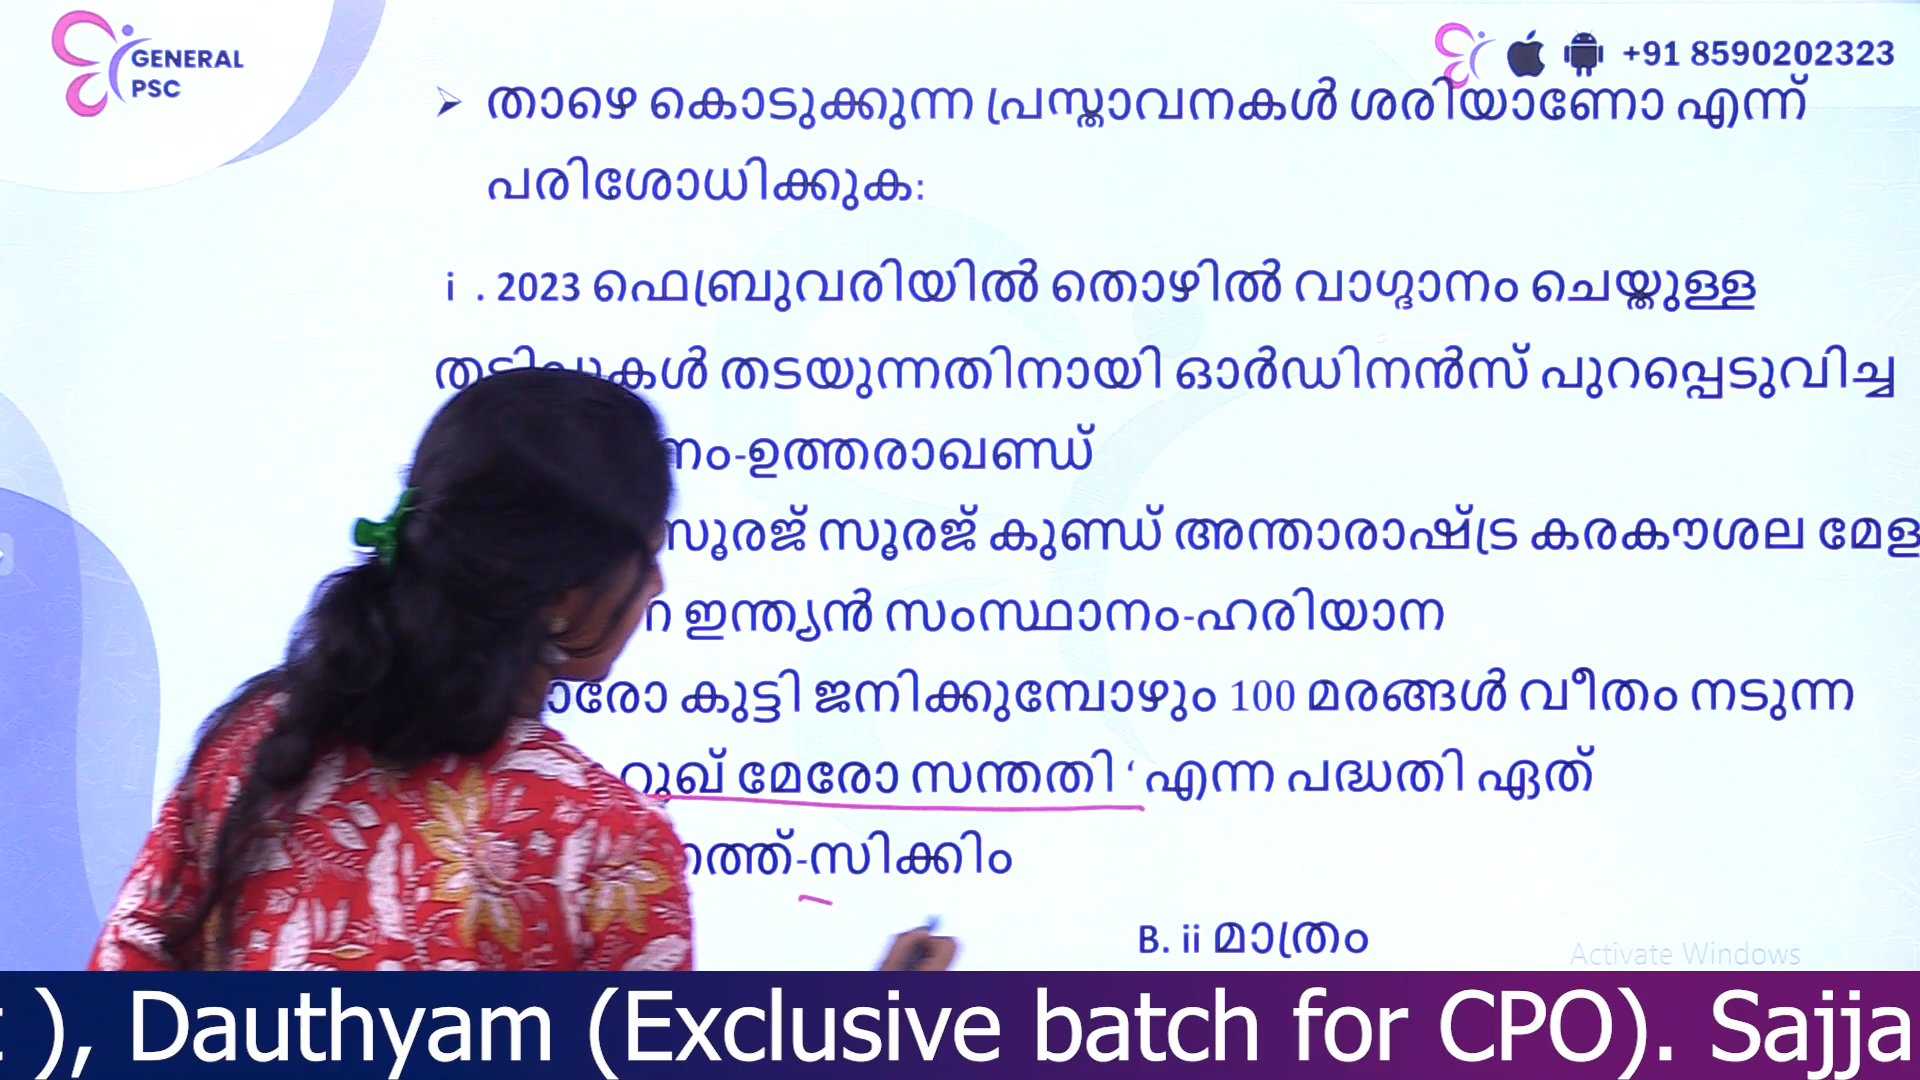 GENERAL
PSC
+91 8590202323
താഴെ കൊടുക്കുന്ന പ്രസ്താവനകൾ ശരിയാണോ എന്ന്
പരിശോധിക്കുക:
i . 2023 ഫെബ്രുവരിയിൽ തൊഴിൽ വാഗ്ദാനം ചെയ്തുള്ള
തടയുന്നതിനായി ഓർഡിനൻസ് പുറപ്പെടുവിച്ച
-ഉത്തരാഖണ്ഡ്
സൂരജ് സൂരജ് കുണ്ഡ് അന്താരാഷ്ട്ര കരകൗശല മേള
ഇന്ത്യൻ സംസ്ഥാനം-ഹരിയാന
കുട്ടി ജനിക്കുമ്പോഴും 100 മരങ്ങൾ വീതം നടുന്ന
റുഖ് മേരോ സന്തതി ‘ എന്ന പദ്ധതി ഏത്
-സിക്കിം
B. ii മാത്രം
Activate Windows
), Dauthyam (Exclusive batch for CPO). Sajja